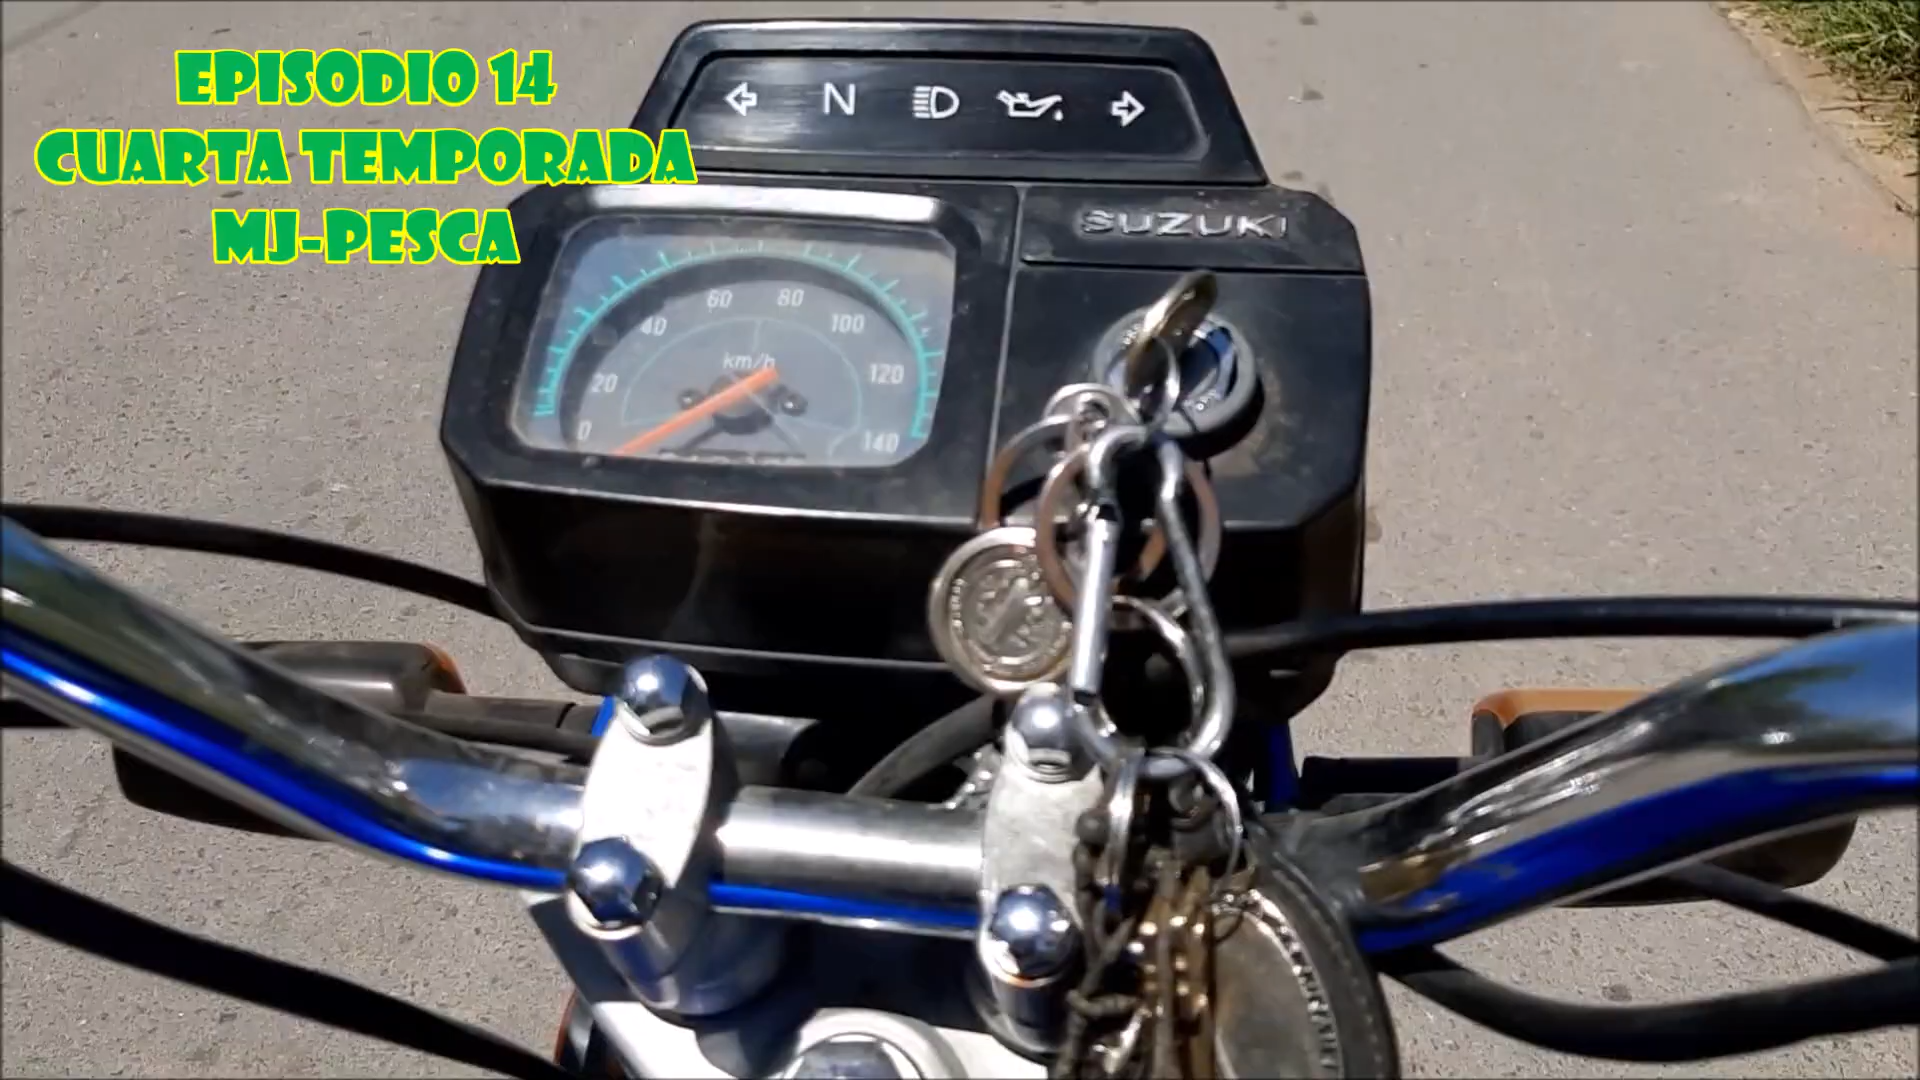 EPISODIO 14
CUARTA TEMPORADA
MJ-PESCA
N
SUZUKI
60 80
40 100
km/h
20 120
0 140